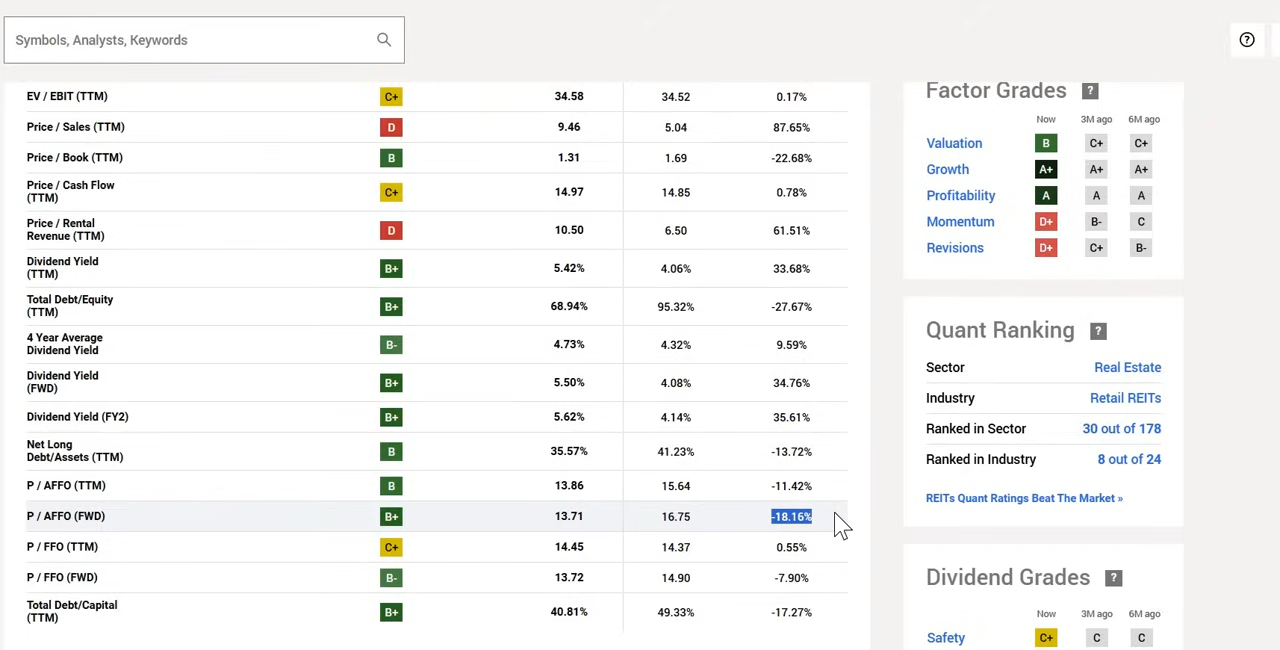 Symbols, Analysts, Keywords
?
EV / EBIT (TTM) C+ 34.58 34.52 0.17%
Price / Sales (TTM) D 9.46 5.04 87.65%
Price / Book (TTM) B 1.31 1.69 -22.68%
Price / Cash Flow
(TTM) C+ 14.97 14.85 0.78%
Price / Rental
Revenue (TTM) D 10.50 6.50 61.51%
Dividend Yield
(TTM) B+ 5.42% 4.06% 33.68%
Total Debt/Equity
(TTM) B+ 68.94% 95.32% -27.67%
4 Year Average
Dividend Yield B- 4.73% 4.32% 9.59%
Dividend Yield
(FWD) B+ 5.50% 4.08% 34.76%
Dividend Yield (FY2) B+ 5.62% 4.14% 35.61%
Net Long
Debt/Assets (TTM) B 35.57% 41.23% -13.72%
P / AFFO (TTM) B 13.86 15.64 -11.42%
P / AFFO (FWD) B+ 13.71 16.75 -18.16%
P / FFO (TTM) C+ 14.45 14.37 0.55%
P / FFO (FWD) B- 13.72 14.90 -7.90%
Total Debt/Capital
(TTM) B+ 40.81% 49.33% -17.27%
Factor Grades ?
Now 3M ago 6M ago
Valuation B C+ C+
Growth A+ A+ A+
Profitability A A A
Momentum D+ B- C
Revisions D+ C+ B-
Quant Ranking ?
Sector Real Estate
Industry Retail REITs
Ranked in Sector 30 out of 178
Ranked in Industry 8 out of 24
REITs Quant Ratings Beat The Market »
Dividend Grades ?
Now 3M ago 6M ago
Safety C+ C C